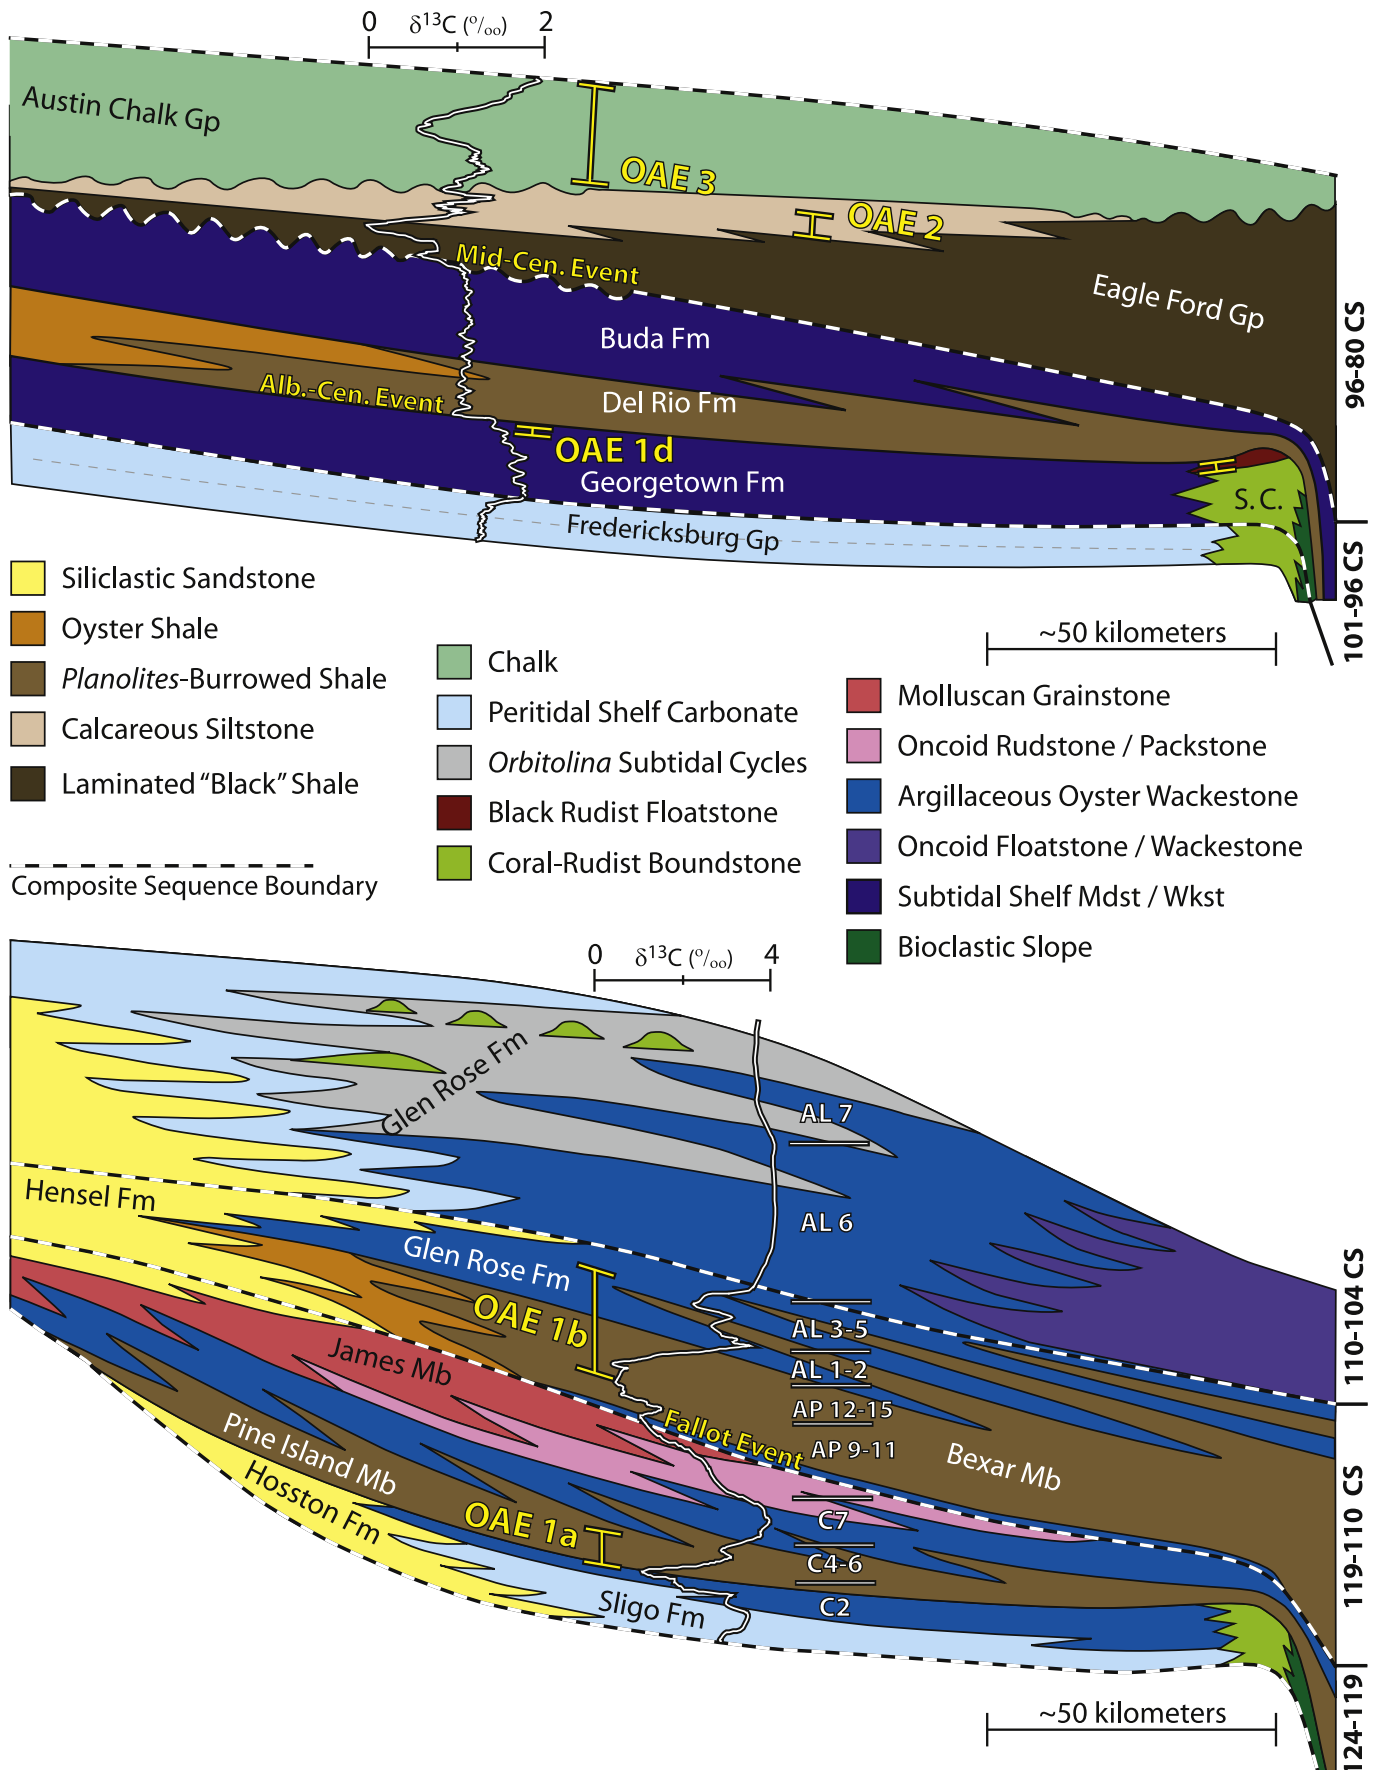 0 δ¹³C (‰) 2
Austin Chalk Gp
OAE 3
OAE 2
Mid-Cen. Event
Eagle Ford Gp
96-80 CS
Buda Fm
Alb.-Cen. Event
Del Rio Fm
OAE 1d
Georgetown Fm
S. C.
Fredericksburg Gp
101-96 CS
~50 kilometers
Siliclastic Sandstone
Oyster Shale
Planolites-Burrowed Shale
Calcareous Siltstone
Laminated “Black” Shale
Composite Sequence Boundary
Chalk
Peritidal Shelf Carbonate
Orbitolina Subtidal Cycles
Black Rudist Floatstone
Coral-Rudist Boundstone
Molluscan Grainstone
Oncoid Rudstone / Packstone
Argillaceous Oyster Wackestone
Oncoid Floatstone / Wackestone
Subtidal Shelf Mdst / Wkst
Bioclastic Slope
0 δ¹³C (‰) 4
Glen Rose Fm
AL 7
Hensel Fm
AL 6
Glen Rose Fm
110-104 CS
OAE 1b
AL 3-5
James Mb
AL 1-2
AP 12-15
Fallot Event
AP 9-11
Bexar Mb
Pine Island Mb
Hosston Fm
OAE 1a
C7
C4-6
C2
Sligo Fm
119-110 CS
124-119
~50 kilometers